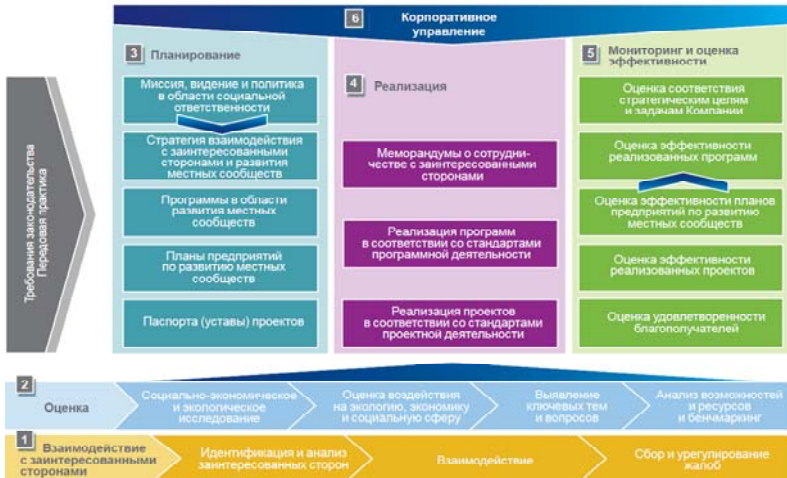 6
Корпоративное
управление
3
Планирование
Миссия, видение и политика
в области социальной
ответственности
Стратегия взаимодействия
с заинтересованными
сторонами и развития
местных сообществ
Программы в области
развития местных
сообществ
Планы предприятий
по развитию местных
сообществ
Паспорта (уставы) проектов
4
Реализация
Меморандумы о сотрудни-
честве с заинтересованными
сторонами
Реализация программ
в соответствии со стандартами
программной деятельности
Реализация проектов
в соответствии со стандартами
проектной деятельности
5
Мониторинг и оценка
эффективности
Оценка соответствия
стратегическим целям
и задачам Компании
Оценка эффективности
реализованных программ
Оценка эффективности планов
предприятий по развитию
местных сообществ
Оценка эффективности
реализованных проектов
Оценка удовлетворенности
благополучателей
Требования законодательства
Передовая практика
2
Оценка
Социально-экономическое
и экологическое
исследование
Оценка воздействия
на экологию, экономику
и социальную сферу
Выявление
ключевых тем
и вопросов
Анализ возможностей
и ресурсов
и бенчмаркинг
1
Взаимодействие
с заинтересованными
сторонами
Идентификация и анализ
заинтересованных сторон
Взаимодействие
Сбор и урегулирование
жалоб